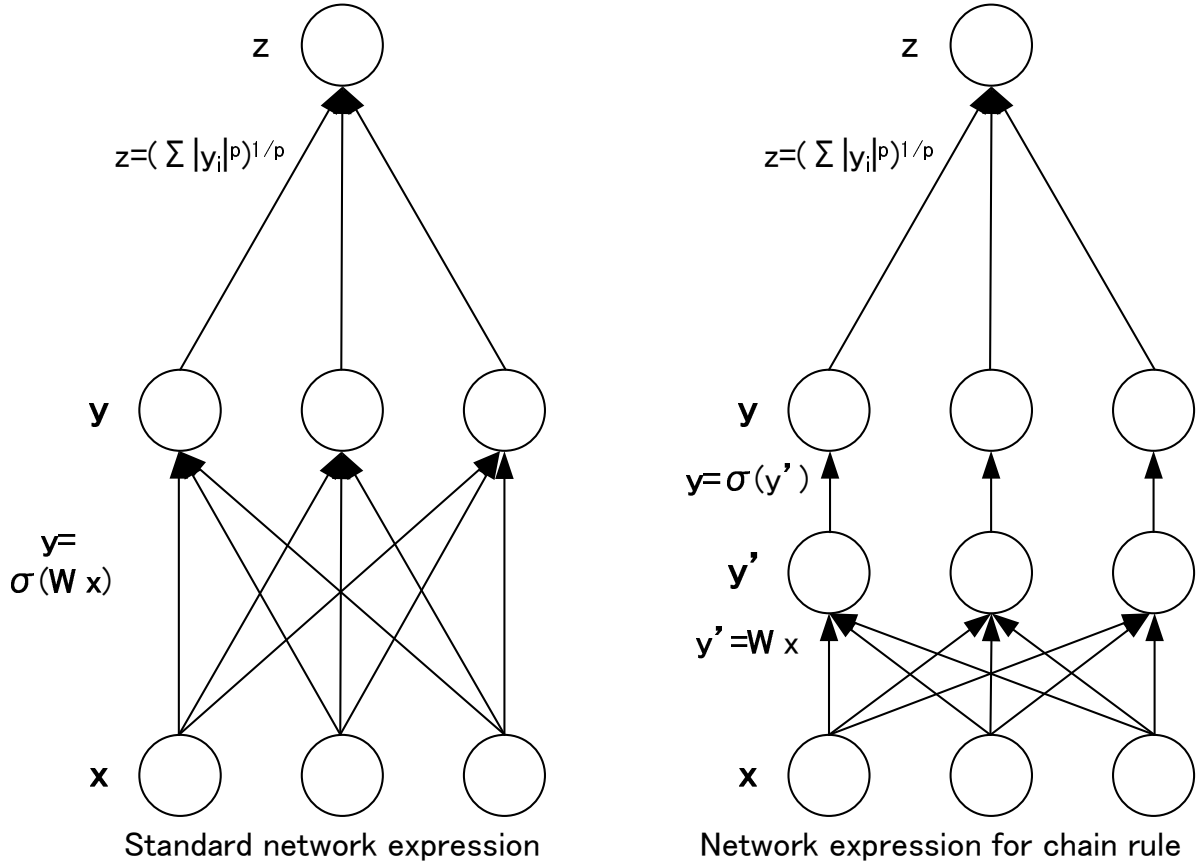 z
z=(Σ|yᵢ|ᵖ)¹/ᵖ
y
y=
σ(W x)
x
Standard network expression
z
z=(Σ|yᵢ|ᵖ)¹/ᵖ
y
y=σ(y’)
y’
y’=W x
x
Network expression for chain rule